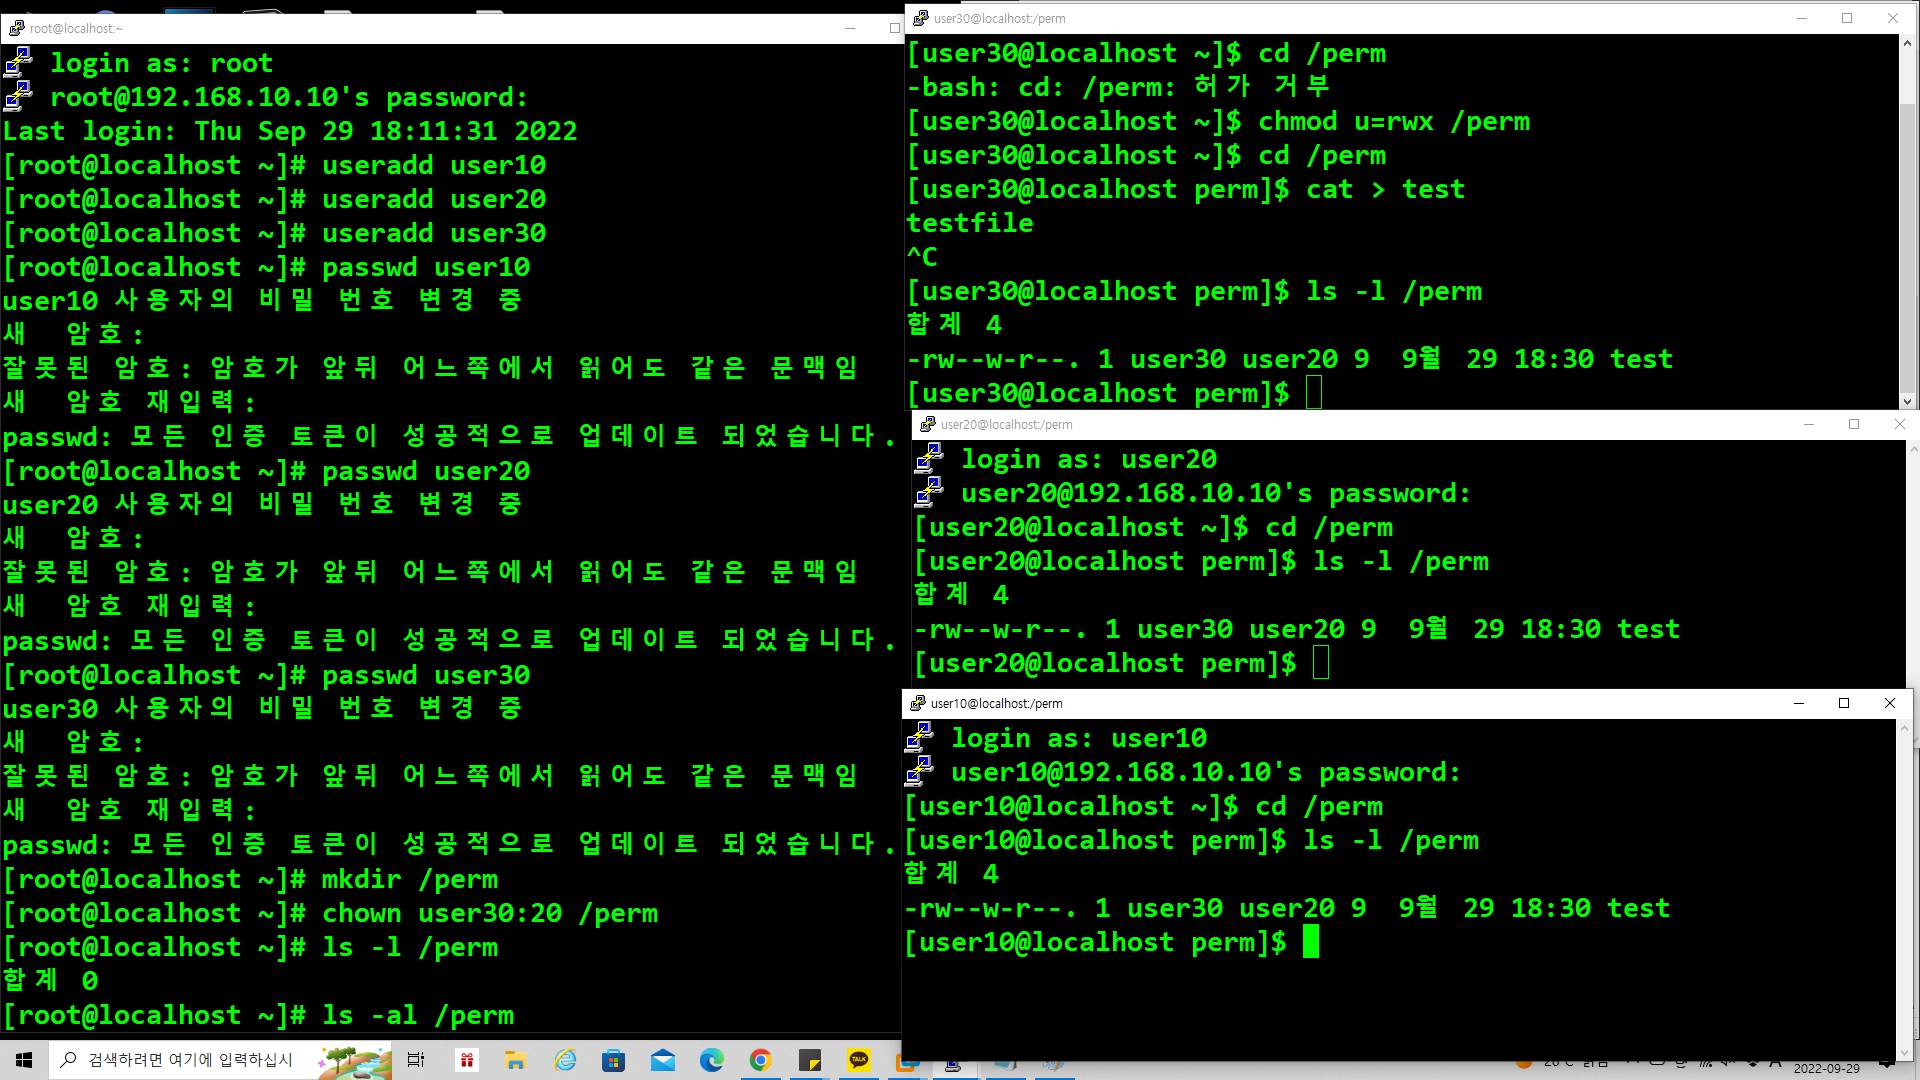 root@localhost:~
login as: root
root@192.168.10.10's password:
Last login: Thu Sep 29 18:11:31 2022
[root@localhost ~]# useradd user10
[root@localhost ~]# useradd user20
[root@localhost ~]# useradd user30
[root@localhost ~]# passwd user10
user10 사용자의 비밀 번호 변경 중
새 암호:
잘못된 암호: 암호가 앞뒤 어느쪽에서 읽어도 같은 문맥임
새 암호 재입력:
passwd: 모든 인증 토큰이 성공적으로 업데이트 되었습니다.
[root@localhost ~]# passwd user20
user20 사용자의 비밀 번호 변경 중
새 암호:
잘못된 암호: 암호가 앞뒤 어느쪽에서 읽어도 같은 문맥임
새 암호 재입력:
passwd: 모든 인증 토큰이 성공적으로 업데이트 되었습니다.
[root@localhost ~]# passwd user30
user30 사용자의 비밀 번호 변경 중
새 암호:
잘못된 암호: 암호가 앞뒤 어느쪽에서 읽어도 같은 문맥임
새 암호 재입력:
passwd: 모든 인증 토큰이 성공적으로 업데이트 되었습니다.
[root@localhost ~]# mkdir /perm
[root@localhost ~]# chown user30:20 /perm
[root@localhost ~]# ls -l /perm
합계 0
[root@localhost ~]# ls -al /perm
user30@localhost:/perm
[user30@localhost ~]$ cd /perm
-bash: cd: /perm: 허가 거부
[user30@localhost ~]$ chmod u=rwx /perm
[user30@localhost ~]$ cd /perm
[user30@localhost perm]$ cat > test
testfile
^C
[user30@localhost perm]$ ls -l /perm
합계 4
-rw--w-r--. 1 user30 user20 9  9월  29 18:30 test
[user30@localhost perm]$
user20@localhost:/perm
login as: user20
user20@192.168.10.10's password:
[user20@localhost ~]$ cd /perm
[user20@localhost perm]$ ls -l /perm
합계 4
-rw--w-r--. 1 user30 user20 9  9월  29 18:30 test
[user20@localhost perm]$
user10@localhost:/perm
login as: user10
user10@192.168.10.10's password:
[user10@localhost ~]$ cd /perm
[user10@localhost perm]$ ls -l /perm
합계 4
-rw--w-r--. 1 user30 user20 9  9월  29 18:30 test
[user10@localhost perm]$
검색하려면 여기에 입력하십시
TALK
2022-09-29